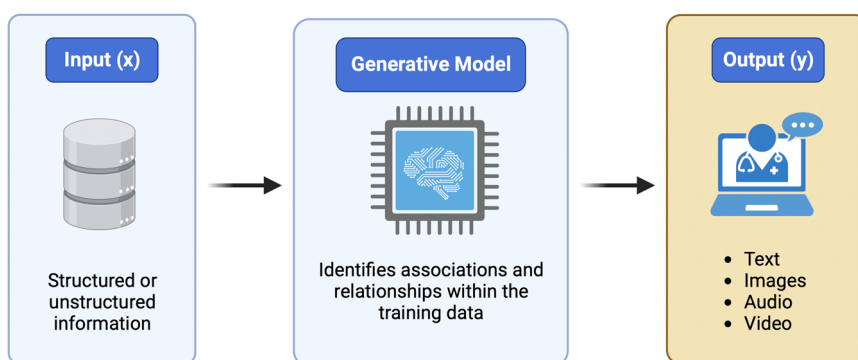 Input (x)
Structured or
unstructured
information
Generative Model
Identifies associations and
relationships within the
training data
Output (y)
• Text
• Images
• Audio
• Video